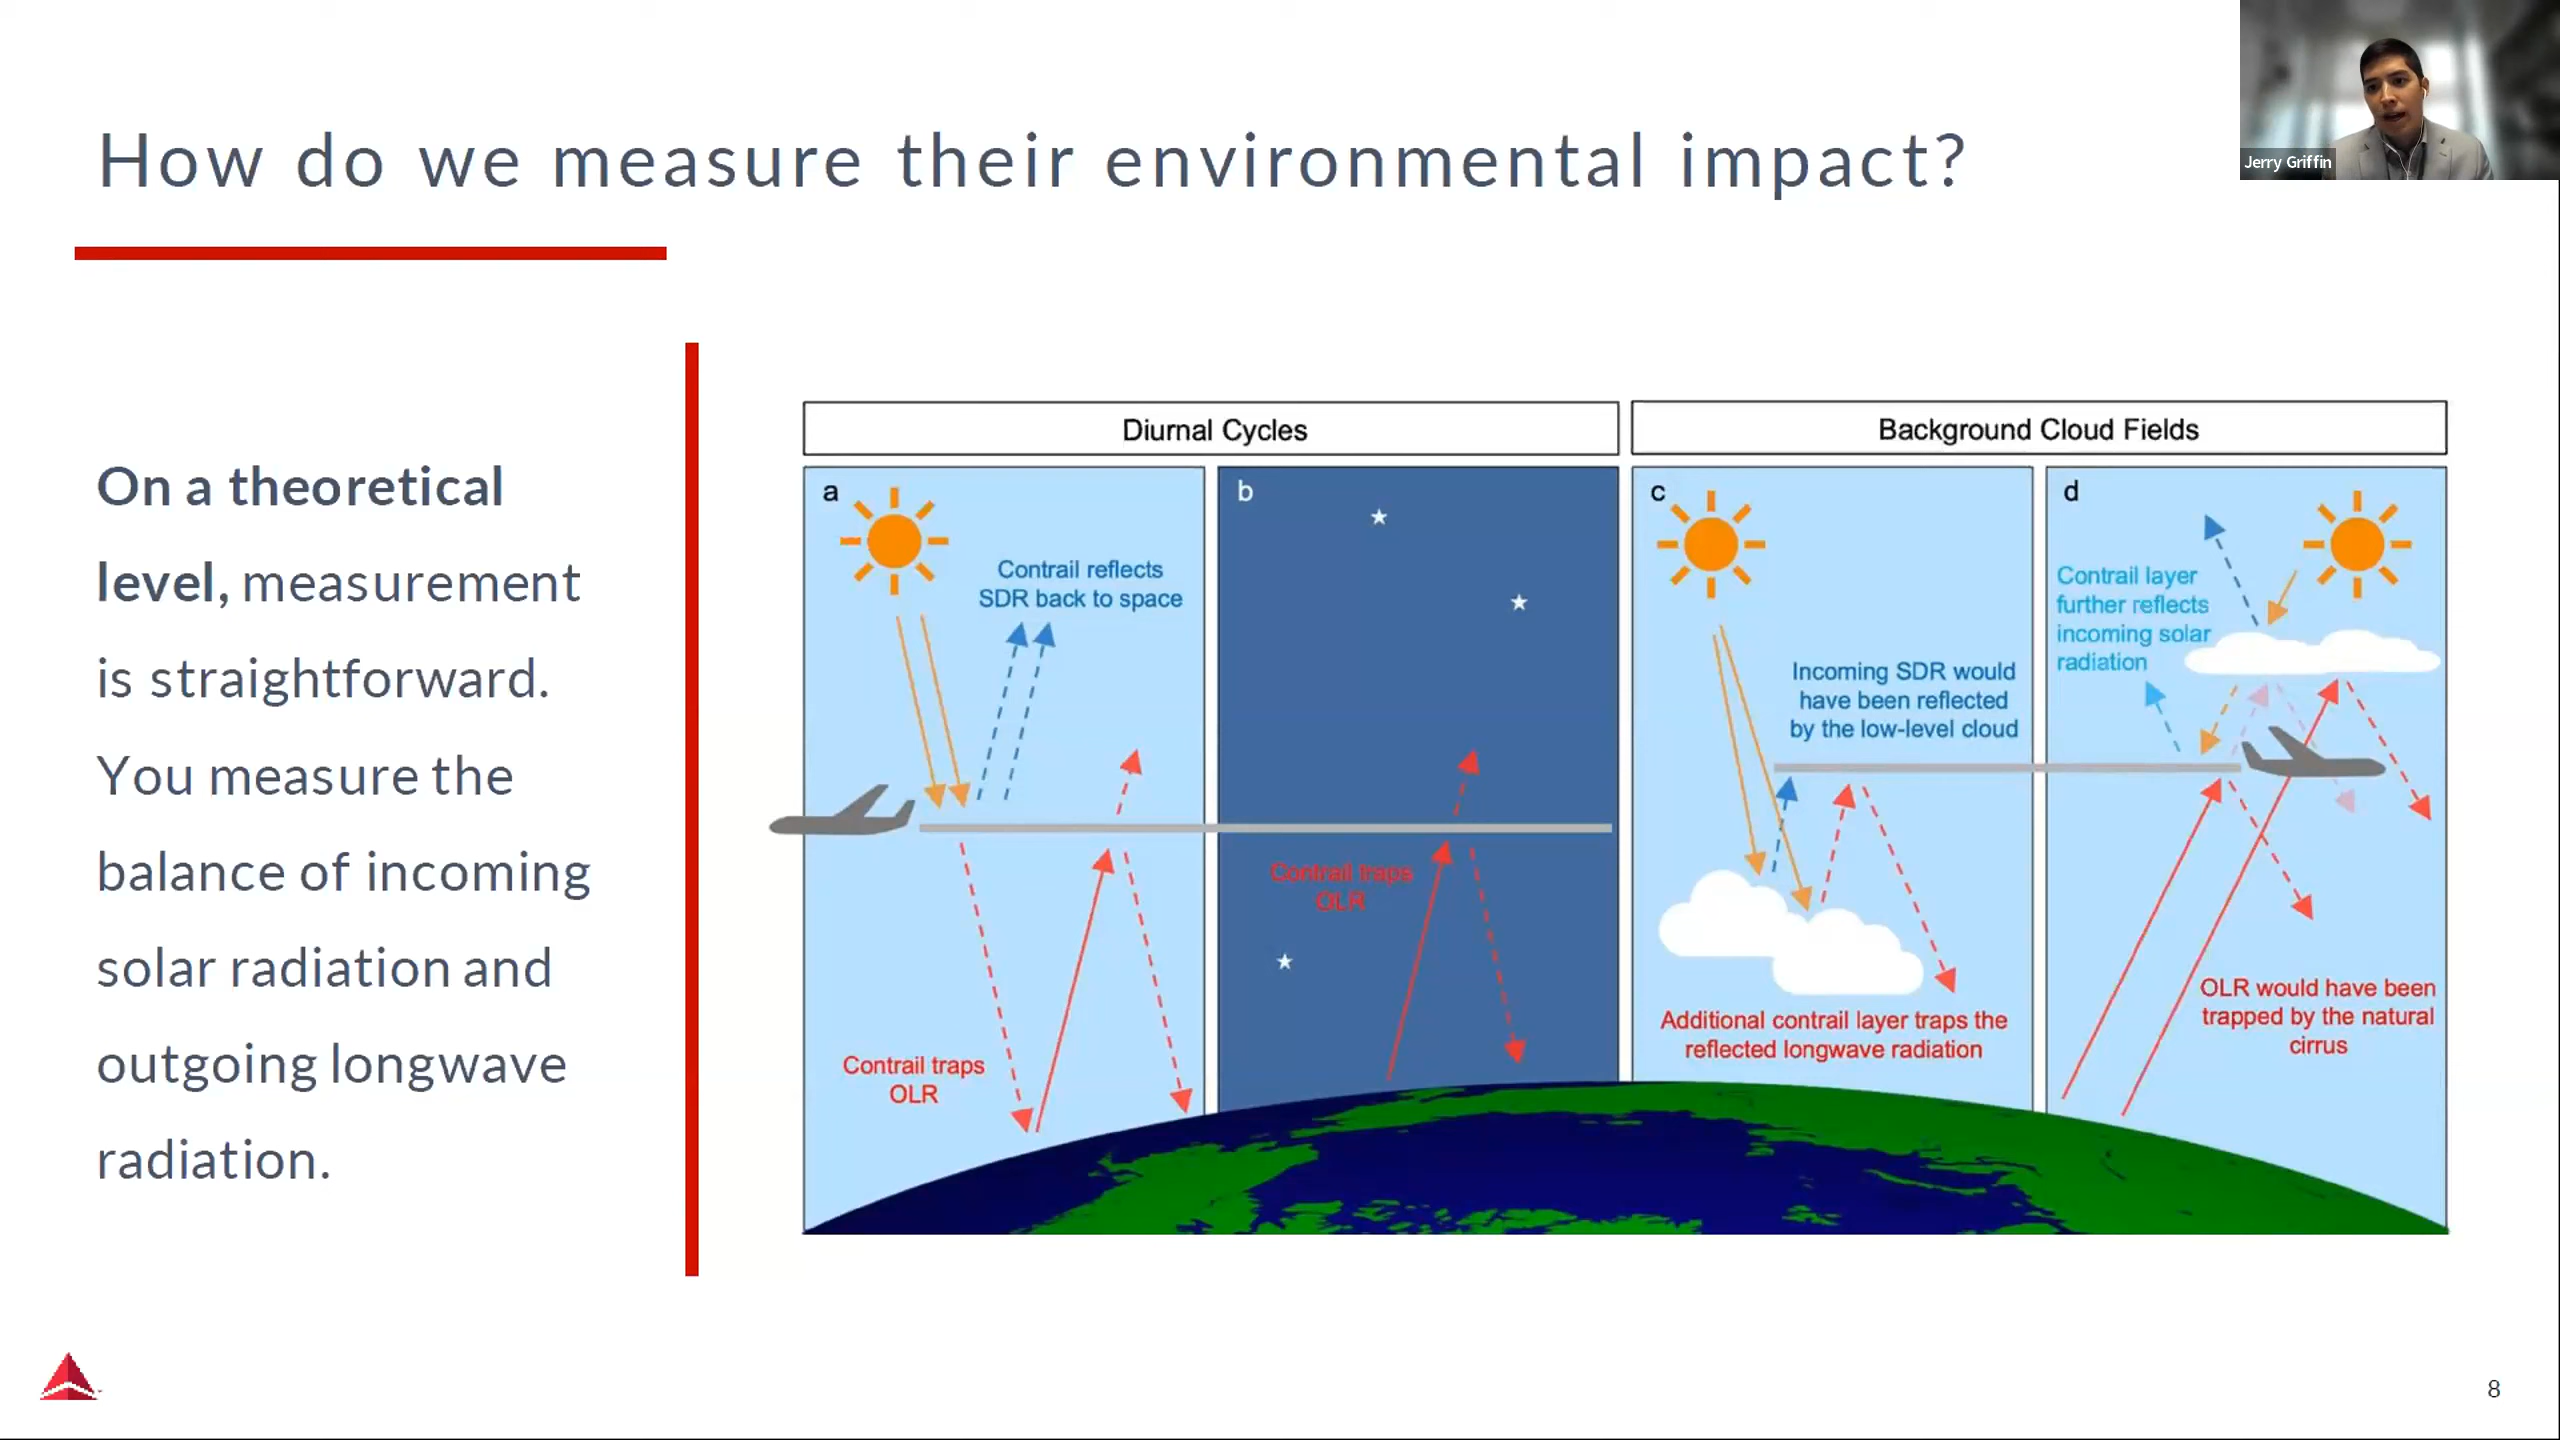 Jerry Griffin
How do we measure their environmental impact?
On a theoretical
level, measurement
is straightforward.
You measure the
balance of incoming
solar radiation and
outgoing longwave
radiation.
Diurnal Cycles
Background Cloud Fields
a
Contrail reflects
SDR back to space
Contrail traps
OLR
b
Contrail traps
OLR
c
Incoming SDR would
have been reflected
by the low-level cloud
Additional contrail layer traps the
reflected longwave radiation
d
Contrail layer
further reflects
incoming solar
radiation
OLR would have been
trapped by the natural
cirrus
8